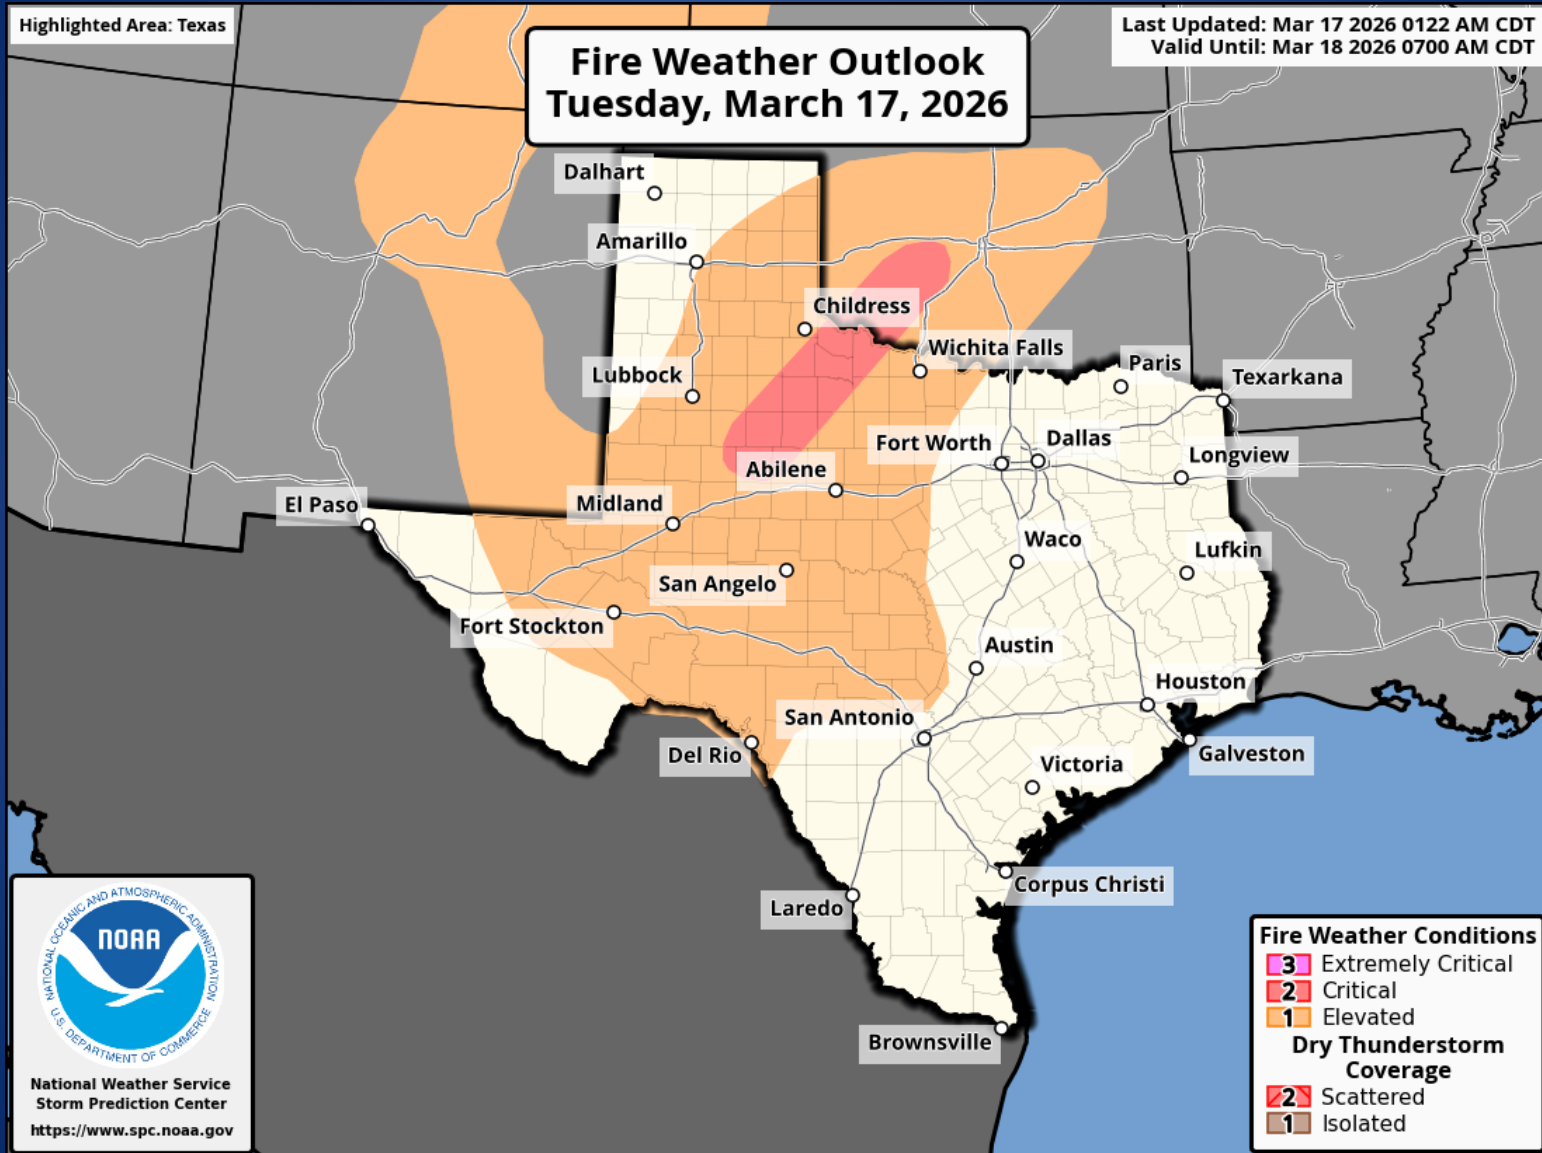 Highlighted Area: Texas
Fire Weather Outlook
Tuesday, March 17, 2026
Last Updated: Mar 17 2026 0122 AM CDT
Valid Until: Mar 18 2026 0700 AM CDT
Dalhart
Amarillo
Childress
Wichita Falls
Lubbock
Paris
Texarkana
Fort Worth
Dallas
Longview
Abilene
Midland
El Paso
Waco
Lufkin
San Angelo
Fort Stockton
Austin
Houston
San Antonio
Del Rio
Galveston
Victoria
Corpus Christi
Laredo
Brownsville
NATIONAL OCEANIC AND ATMOSPHERIC ADMINISTRATION
NOAA
U.S. DEPARTMENT OF COMMERCE
National Weather Service
Storm Prediction Center
https://www.spc.noaa.gov
Fire Weather Conditions
3 Extremely Critical
2 Critical
1 Elevated
Dry Thunderstorm
Coverage
2 Scattered
1 Isolated